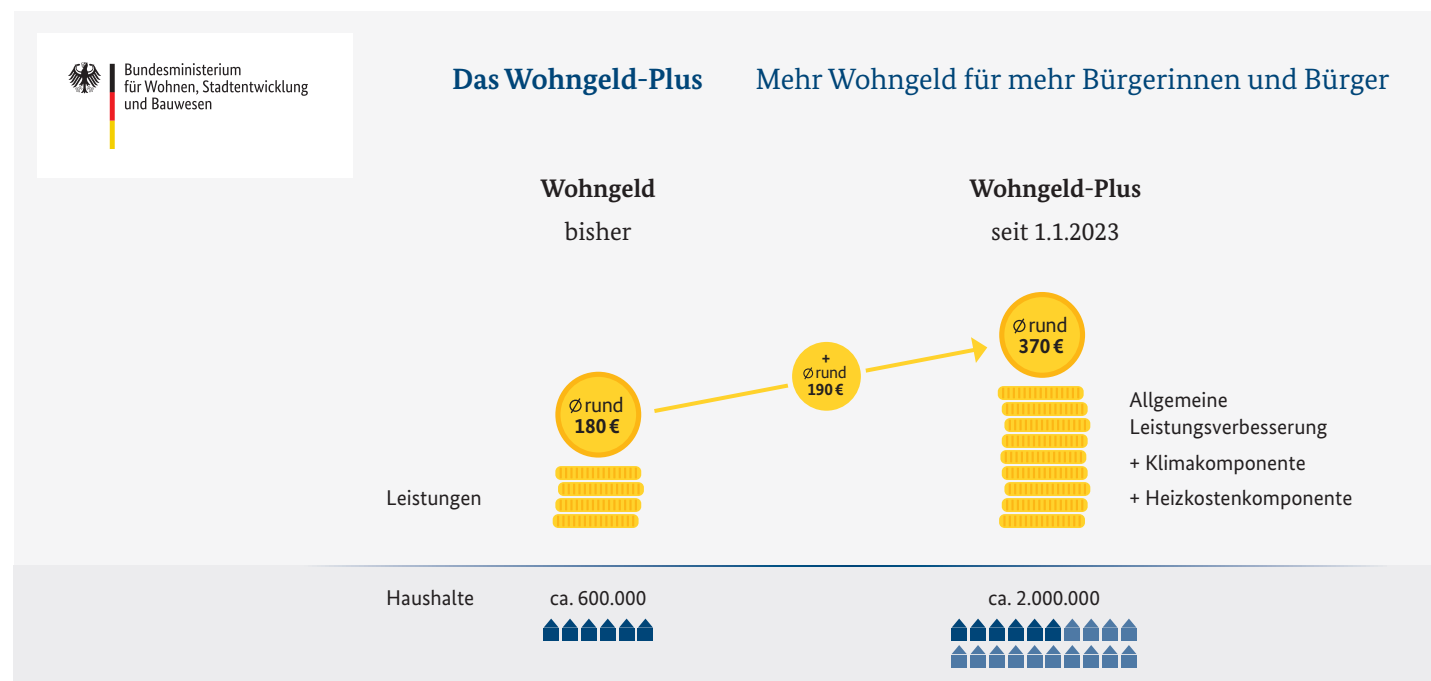 Bundesministerium
für Wohnen, Stadtentwicklung
und Bauwesen
Das Wohngeld-Plus Mehr Wohngeld für mehr Bürgerinnen und Bürger
Wohngeld
bisher
Wohngeld-Plus
seit 1.1.2023
Ø rund
180 €
+
Ø rund
190 €
Ø rund
370 €
Leistungen
Allgemeine
Leistungsverbesserung
+ Klimakomponente
+ Heizkostenkomponente
Haushalte
ca. 600.000
ca. 2.000.000